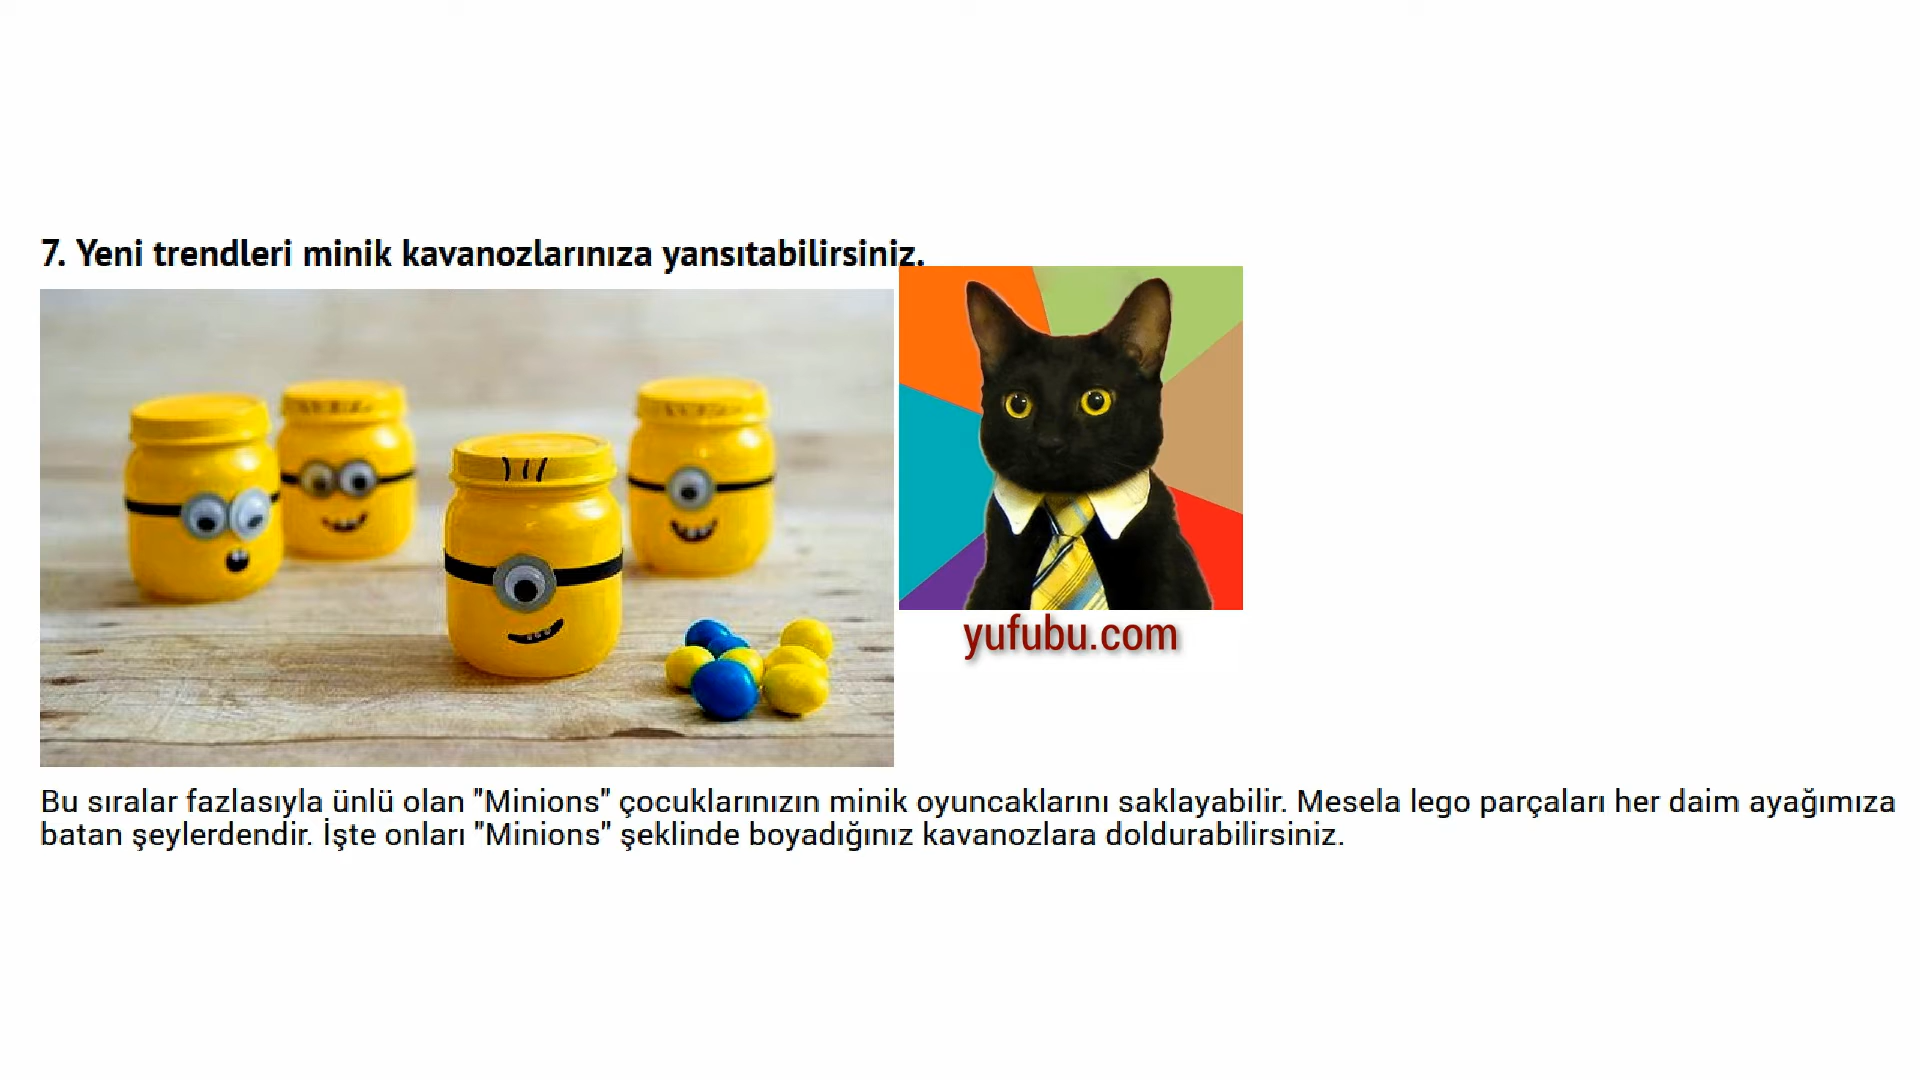 7. Yeni trendleri minik kavanozlarınıza yansıtabilirsiniz.
yufubu.com
Bu sıralar fazlasıyla ünlü olan "Minions" çocuklarınızın minik oyuncaklarını saklayabilir. Mesela lego parçaları her daim ayağımıza
batan şeylerdendir. İşte onları "Minions" şeklinde boyadığınız kavanozlara doldurabilirsiniz.